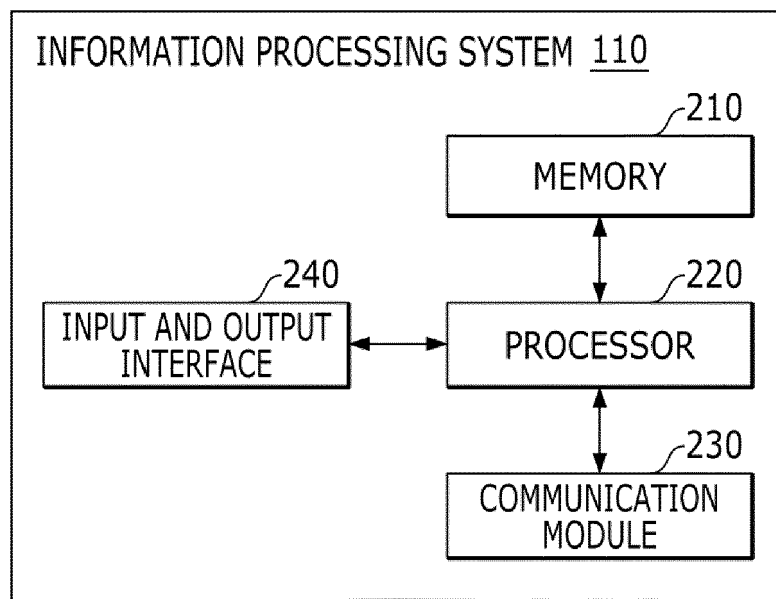 INFORMATION PROCESSING SYSTEM 110
210
MEMORY
240
220
INPUT AND OUTPUT
INTERFACE
PROCESSOR
230
COMMUNICATION
MODULE